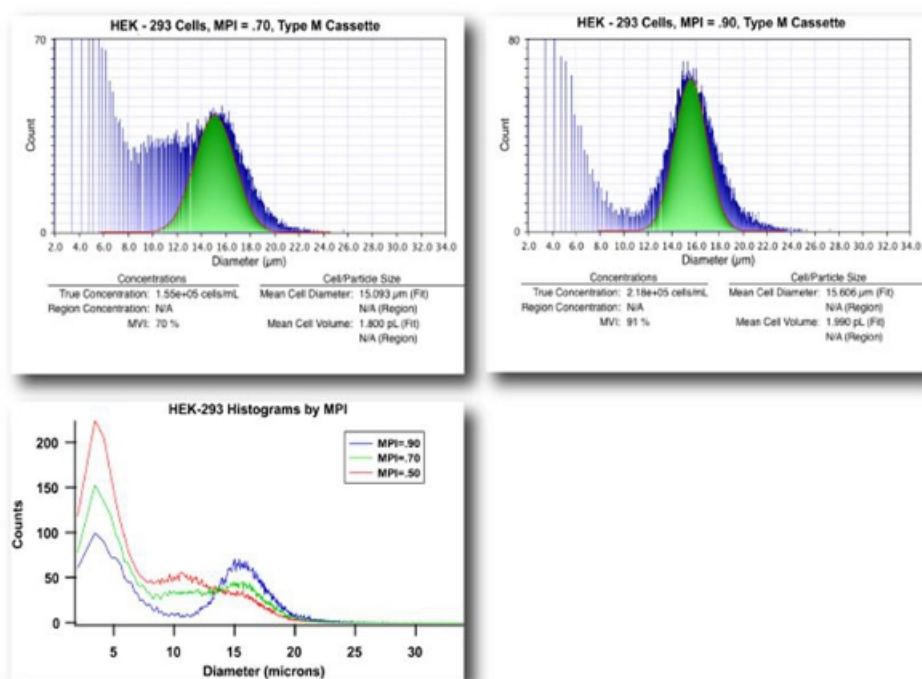 HEK - 293 Cells, MPI = .70, Type M Cassette
70
Count
0
2.0 4.0 6.0 8.0 10.0 12.0 14.0 16.0 18.0 20.0 22.0 24.0 26.0 28.0 30.0 32.0 34.0
Diameter (µm)
Concentrations
True Concentration: 1.55e+05 cells/mL
Region Concentration: N/A
MVI: 70 %
Cell/Particle Size
Mean Cell Diameter: 15.093 µm (Fit)
N/A (Region)
Mean Cell Volume: 1.800 pL (Fit)
N/A (Region)
HEK - 293 Cells, MPI = .90, Type M Cassette
80
Count
0
2.0 4.0 6.0 8.0 10.0 12.0 14.0 16.0 18.0 20.0 22.0 24.0 26.0 28.0 30.0 32.0 34.0
Diameter (µm)
Concentrations
True Concentration: 2.18e+05 cells/mL
Region Concentration: N/A
MVI: 91 %
Cell/Particle Size
Mean Cell Diameter: 15.606 µm (Fit)
N/A (Region)
Mean Cell Volume: 1.990 pL (Fit)
N/A (Region)
HEK-293 Histograms by MPI
MPI=.90
MPI=.70
MPI=.50
Counts
200
150
100
50
0
5 10 15 20 25 30
Diameter (microns)